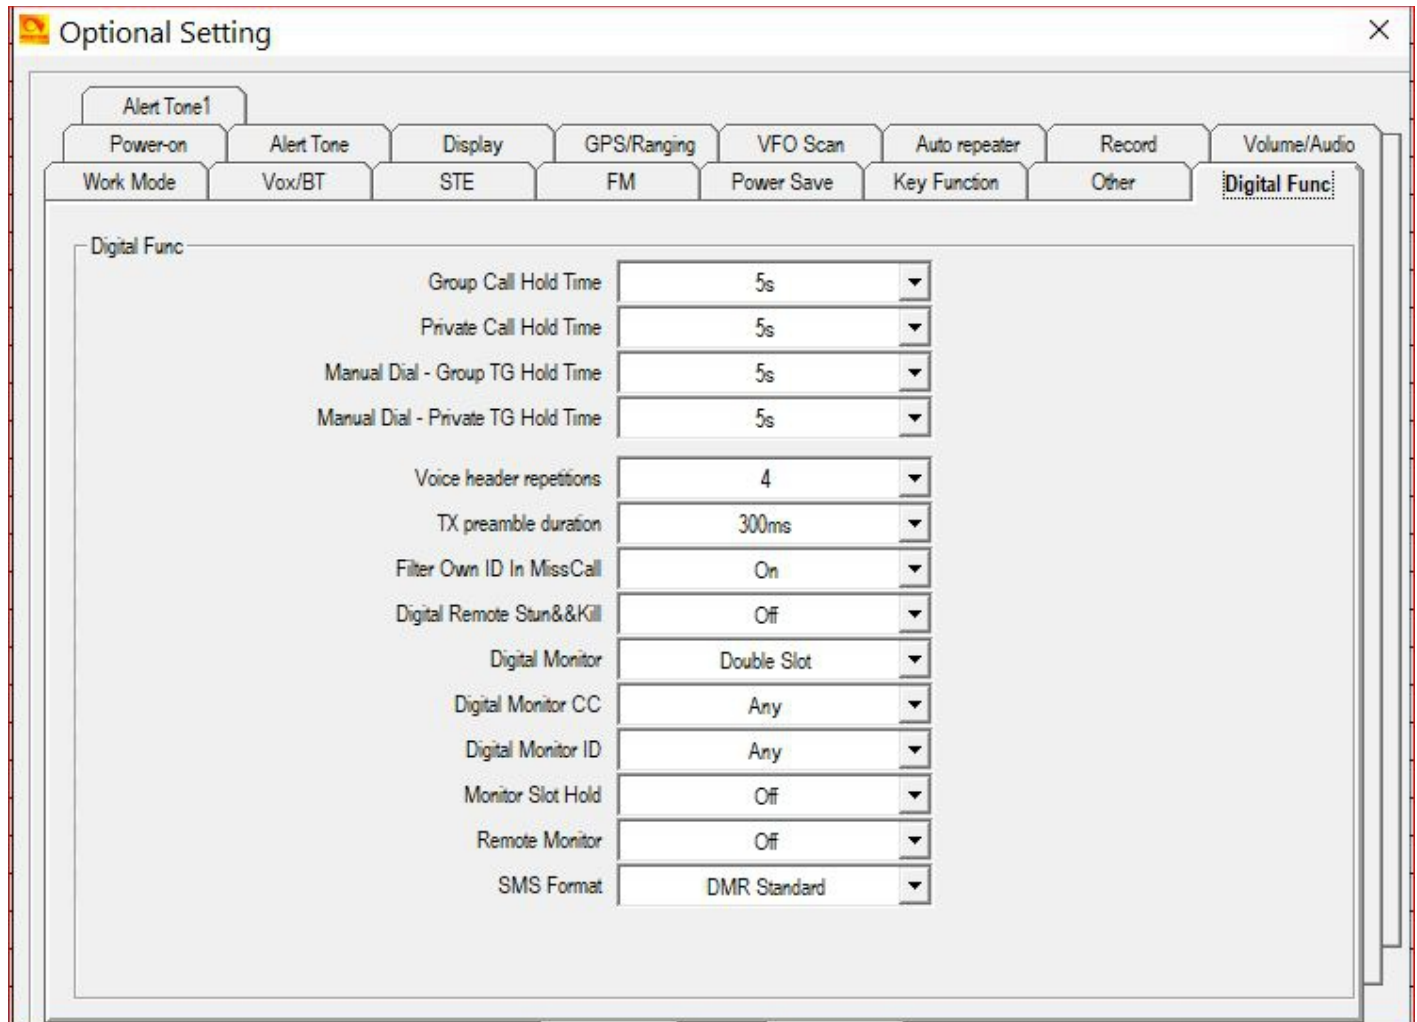 Optional Setting
Alert Tone1
Power-on Alert Tone Display GPS/Ranging VFO Scan Auto repeater Record Volume/Audio
Work Mode Vox/BT STE FM Power Save Key Function Other Digital Func
Digital Func
Group Call Hold Time 5s
Private Call Hold Time 5s
Manual Dial - Group TG Hold Time 5s
Manual Dial - Private TG Hold Time 5s
Voice header repetitions 4
TX preamble duration 300ms
Filter Own ID In MissCall On
Digital Remote Stun&&Kill Off
Digital Monitor Double Slot
Digital Monitor CC Any
Digital Monitor ID Any
Monitor Slot Hold Off
Remote Monitor Off
SMS Format DMR Standard